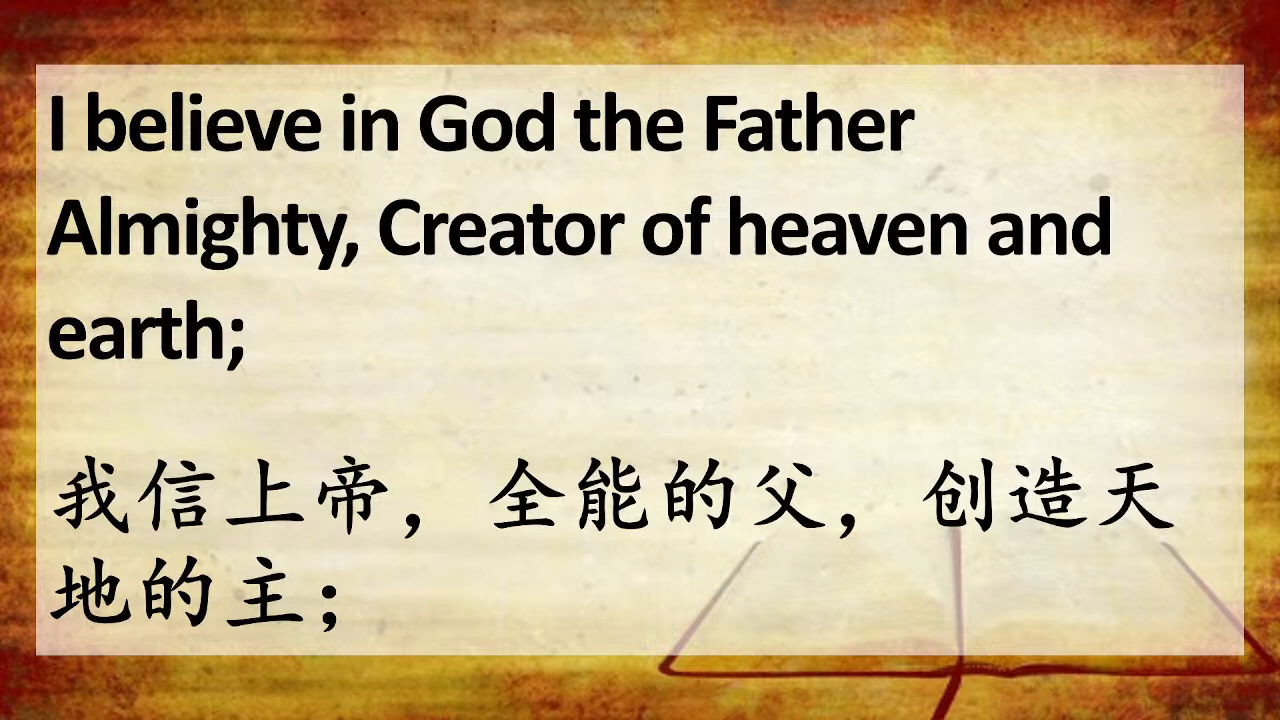 I believe in God the Father
Almighty, Creator of heaven and
earth;
我信上帝，全能的父，创造天
地的主；